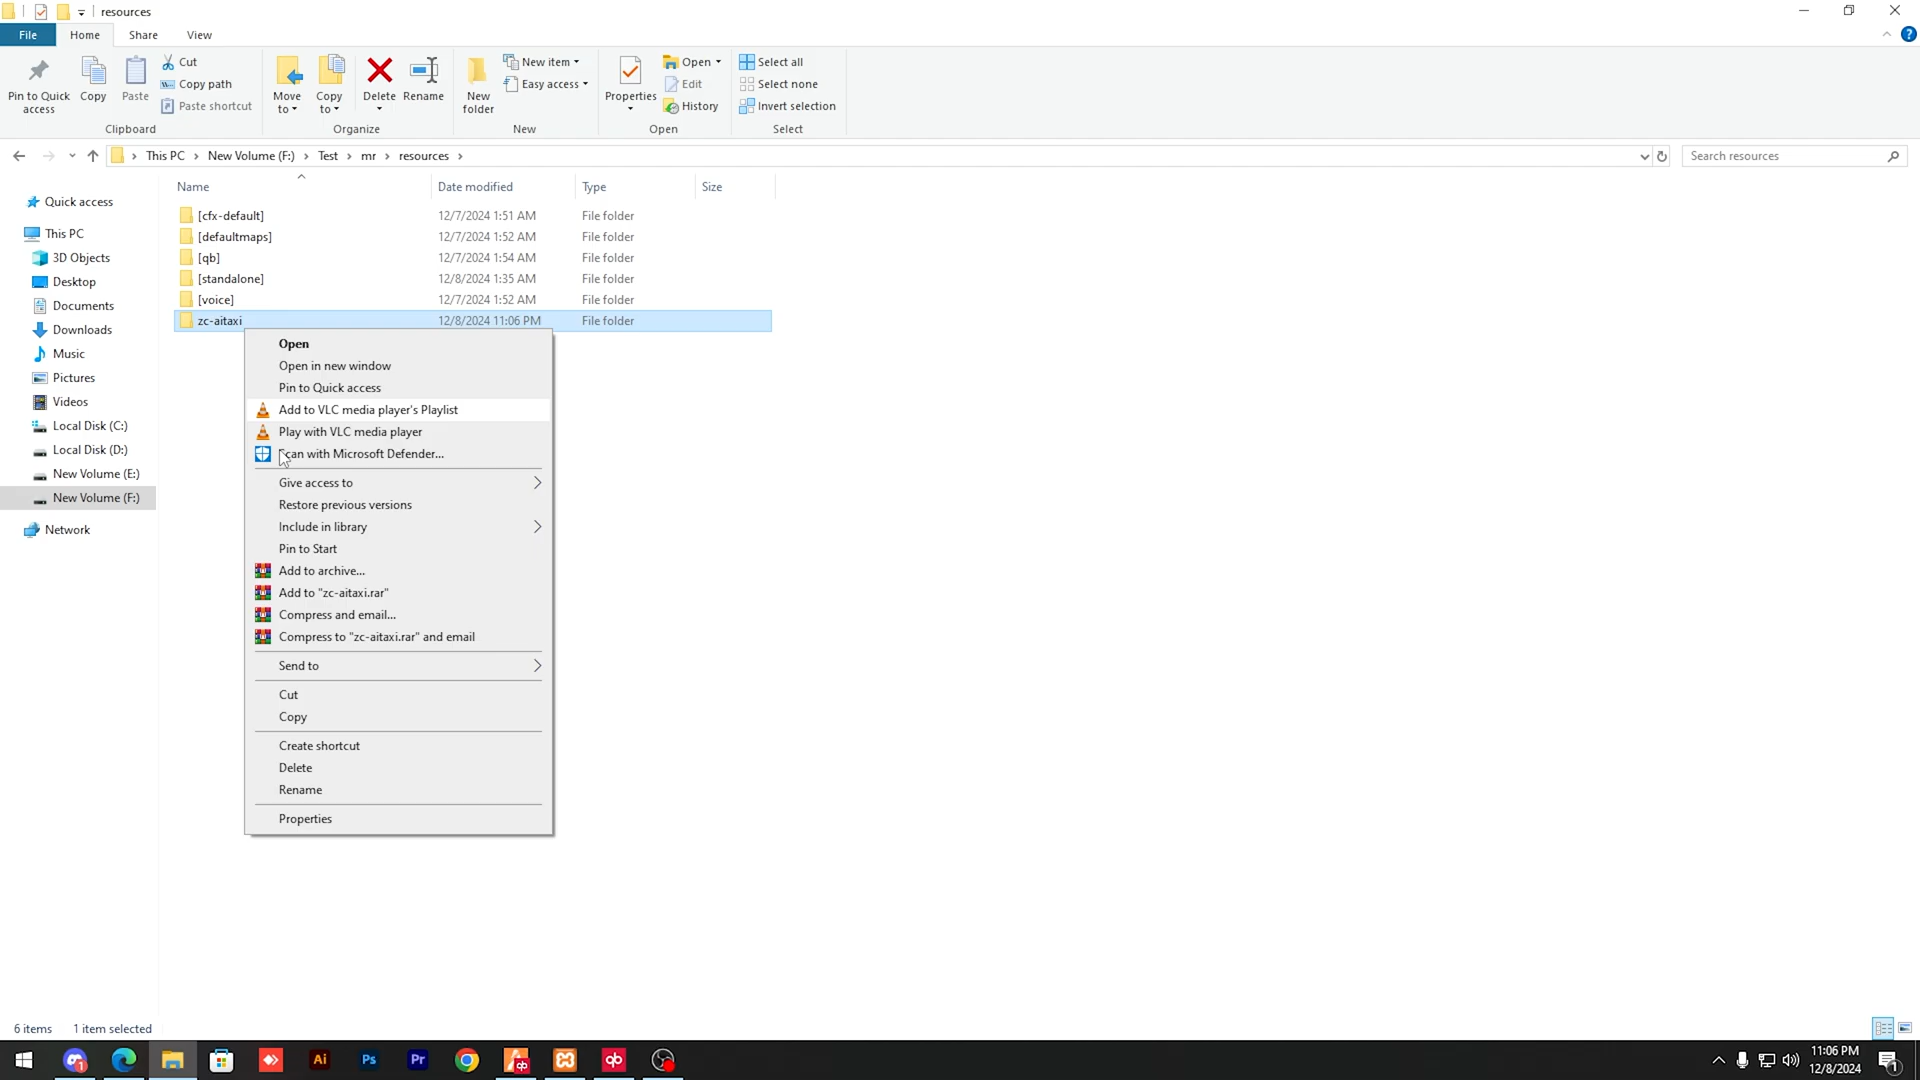 resources
File Home Share View
Pin to Quick access
Copy
Paste
Cut
Copy path
Paste shortcut
Clipboard
Move to
Copy to
Delete
Rename
Organize
New folder
New item
Easy access
New
Properties
Open
Edit
History
Open
Select all
Select none
Invert selection
Select
This PC New Volume (F:) Test mr resources
Search resources
Name Date modified Type Size
Quick access
This PC
3D Objects
Desktop
Documents
Downloads
Music
Pictures
Videos
Local Disk (C:)
Local Disk (D:)
New Volume (E:)
New Volume (F:)
Network
[cfx-default] 12/7/2024 1:51 AM File folder
[defaultmaps] 12/7/2024 1:52 AM File folder
[qb] 12/7/2024 1:54 AM File folder
[standalone] 12/8/2024 1:35 AM File folder
[voice] 12/7/2024 1:52 AM File folder
zc-aitaxi 12/8/2024 11:06 PM File folder
Open
Open in new window
Pin to Quick access
Add to VLC media player's Playlist
Play with VLC media player
Scan with Microsoft Defender...
Give access to
Restore previous versions
Include in library
Pin to Start
Add to archive...
Add to "zc-aitaxi.rar"
Compress and email...
Compress to "zc-aitaxi.rar" and email
Send to
Cut
Copy
Create shortcut
Delete
Rename
Properties
6 items 1 item selected
Ai Ps Pr qb qb
11:06 PM
12/8/2024
1